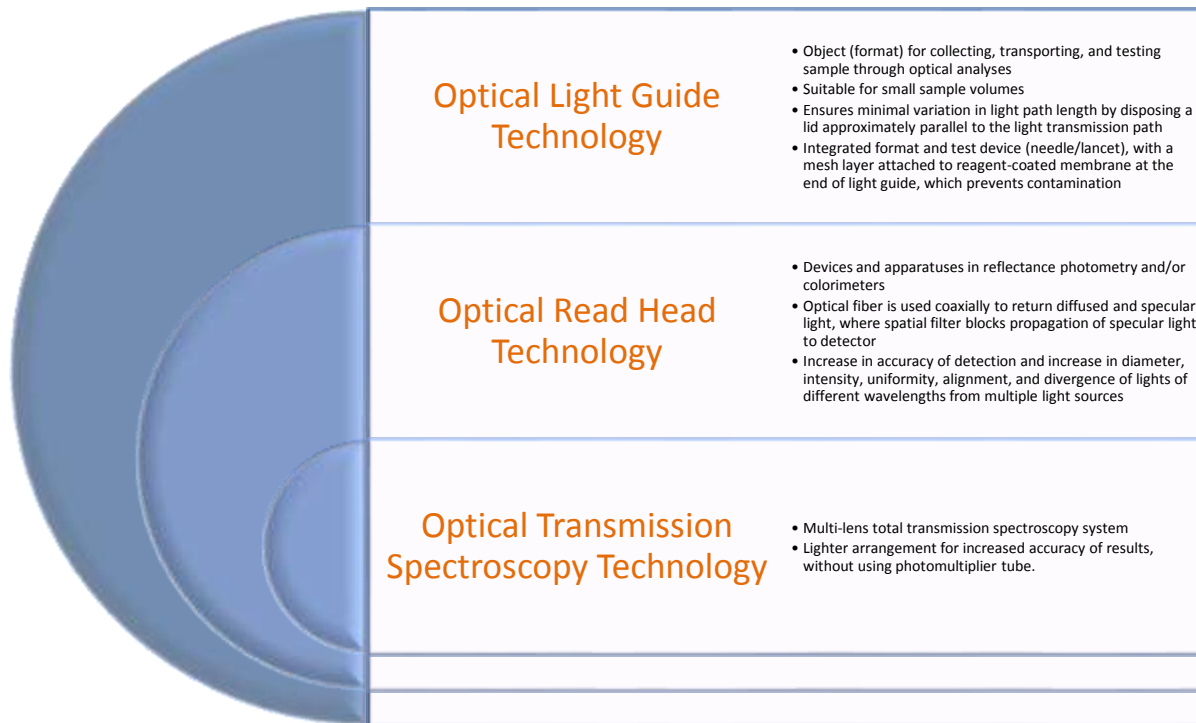 Optical Light Guide
Technology
• Object (format) for collecting, transporting, and testing
sample through optical analyses
• Suitable for small sample volumes
• Ensures minimal variation in light path length by disposing a
lid approximately parallel to the light transmission path
• Integrated format and test device (needle/lancet), with a
mesh layer attached to reagent-coated membrane at the
end of light guide, which prevents contamination
Optical Read Head
Technology
• Devices and apparatuses in reflectance photometry and/or
colorimeters
• Optical fiber is used coaxially to return diffused and specular
light, where spatial filter blocks propagation of specular light
to detector
• Increase in accuracy of detection and increase in diameter,
intensity, uniformity, alignment, and divergence of lights of
different wavelengths from multiple light sources
Optical Transmission
Spectroscopy Technology
• Multi-lens total transmission spectroscopy system
• Lighter arrangement for increased accuracy of results,
without using photomultiplier tube.